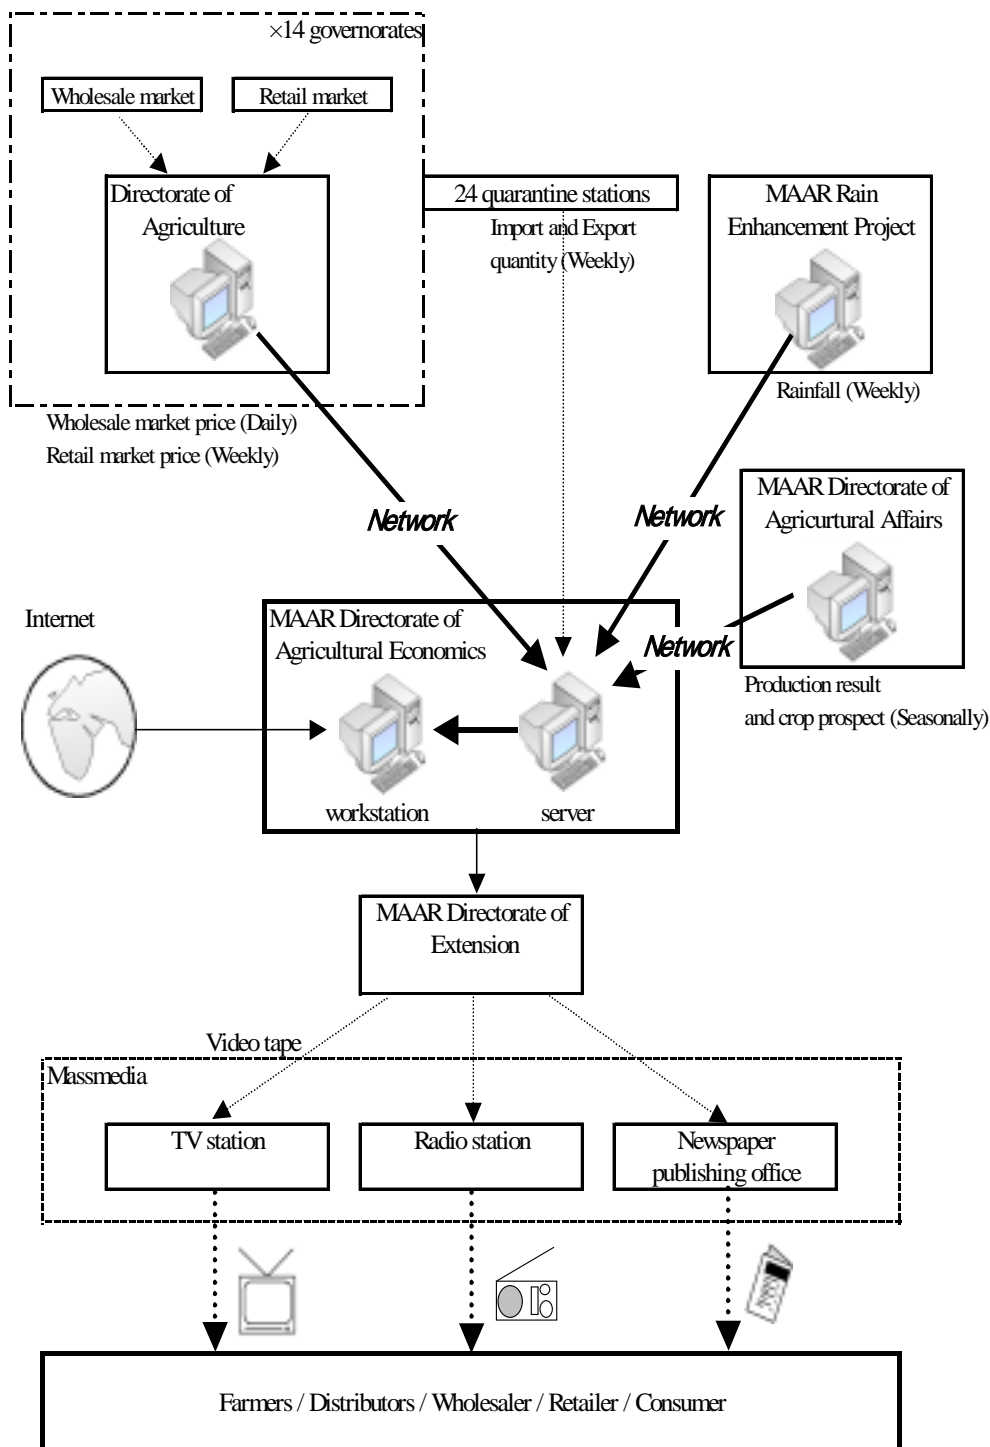 ×14 governorates
Wholesale market
Retail market
Directorate of
Agriculture
24 quarantine stations
Import and Export
quantity (Weekly)
MAAR Rain
Enhancement Project
Rainfall (Weekly)
Wholesale market price (Daily)
Retail market price (Weekly)
Network
Network
MAAR Directorate of
Agricurtural Affairs
Internet
MAAR Directorate of
Agricultural Economics
Network
Production result
and crop prospect (Seasonally)
workstation
server
MAAR Directorate of
Extension
Video tape
Massmedia
TV station
Radio station
Newspaper
publishing office
Farmers / Distributors / Wholesaler / Retailer / Consumer